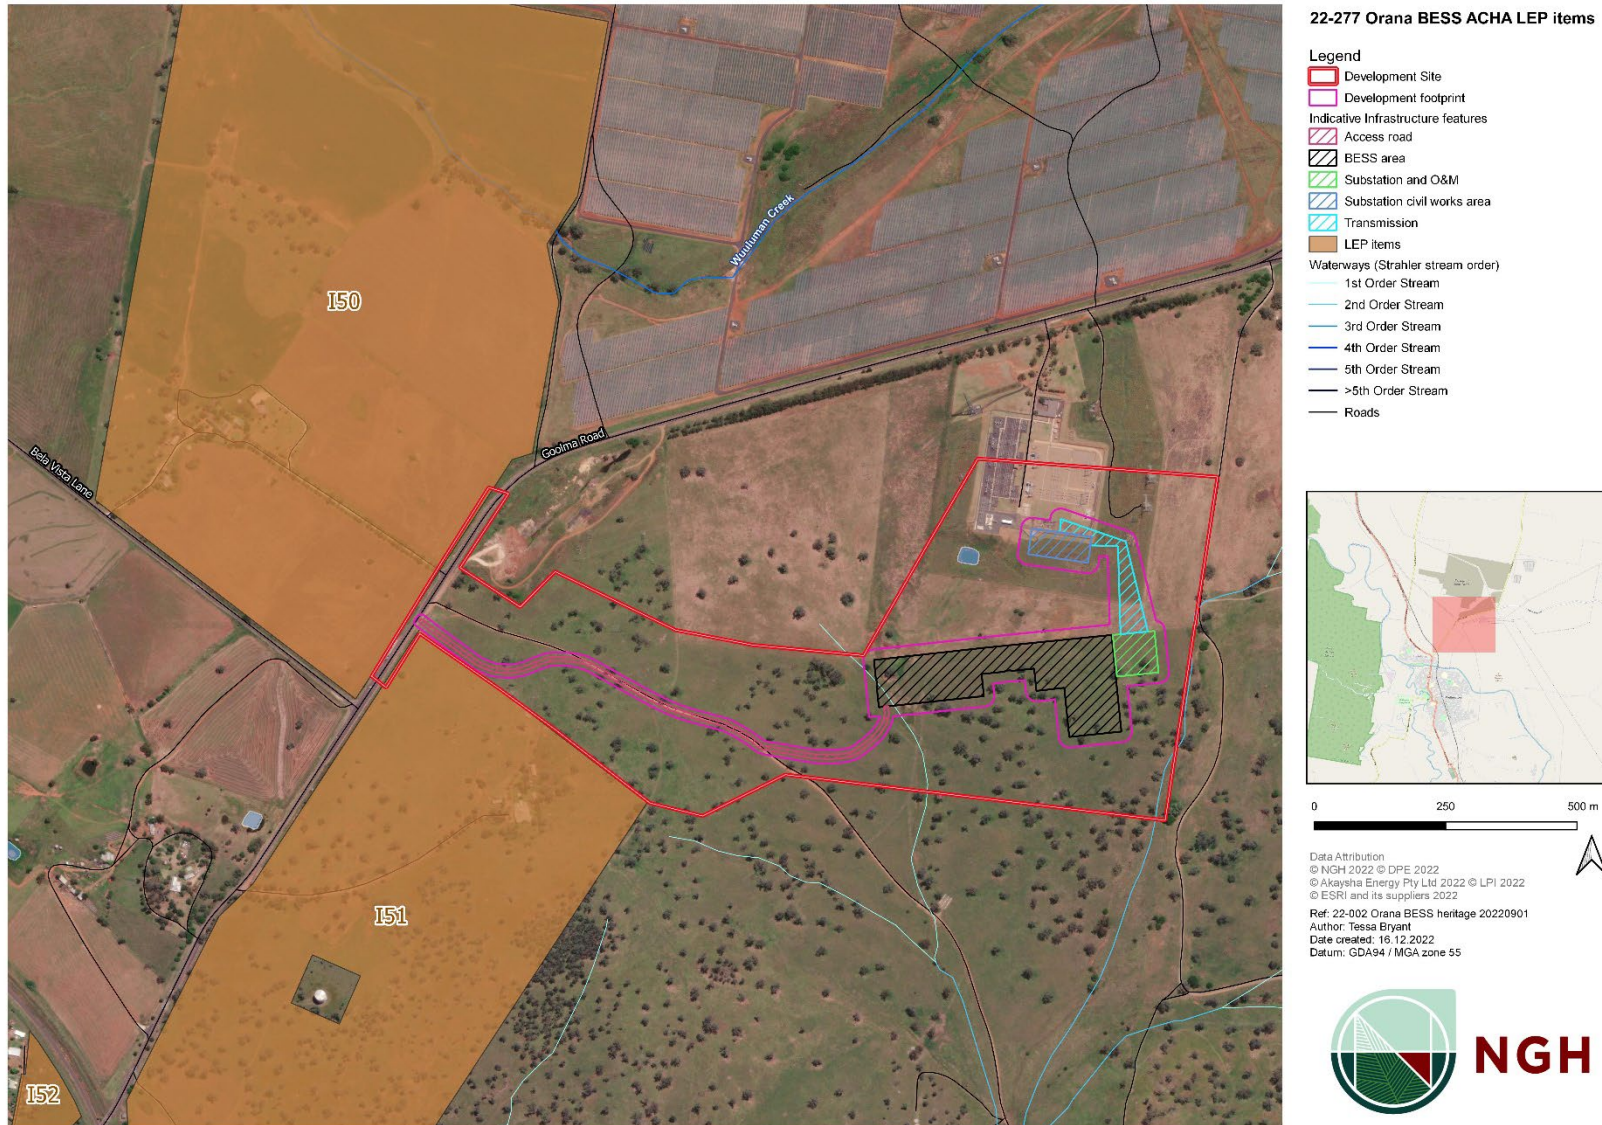 22-277 Orana BESS ACHA LEP items
Legend
Development Site
Development footprint
Indicative Infrastructure features
Access road
BESS area
Substation and O&M
Substation civil works area
Transmission
LEP items
Waterways (Strahler stream order)
1st Order Stream
2nd Order Stream
3rd Order Stream
4th Order Stream
5th Order Stream
>5th Order Stream
Roads
Wuuluman Creek
I50
Goolma Road
Bela Vista Lane
I51
I52
0 250 500 m
Data Attribution
© NGH 2022 © DPE 2022
© Akaysha Energy Pty Ltd 2022 © LPI 2022
© ESRI and its suppliers 2022
Ref: 22-002 Orana BESS heritage 20220901
Author: Tessa Bryant
Date created: 16.12.2022
Datum: GDA94 / MGA zone 55
NGH